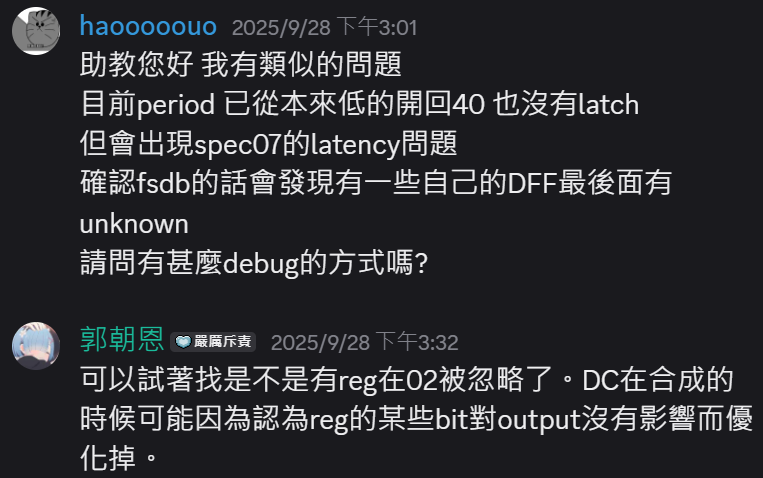 haooooouo 2025/9/28 下午3:01
助教您好 我有類似的問題
目前period 已從本來低的開回40 也沒有latch
但會出現spec07的latency問題
確認fsdb的話會發現有一些自己的DFF最後面有
unknown
請問有甚麼debug的方式嗎?
郭朝恩 嚴厲斥責 2025/9/28 下午3:32
可以試著找是不是有reg在02被忽略了。DC在合成的
時候可能因為認為reg的某些bit對output沒有影響而優
化掉。